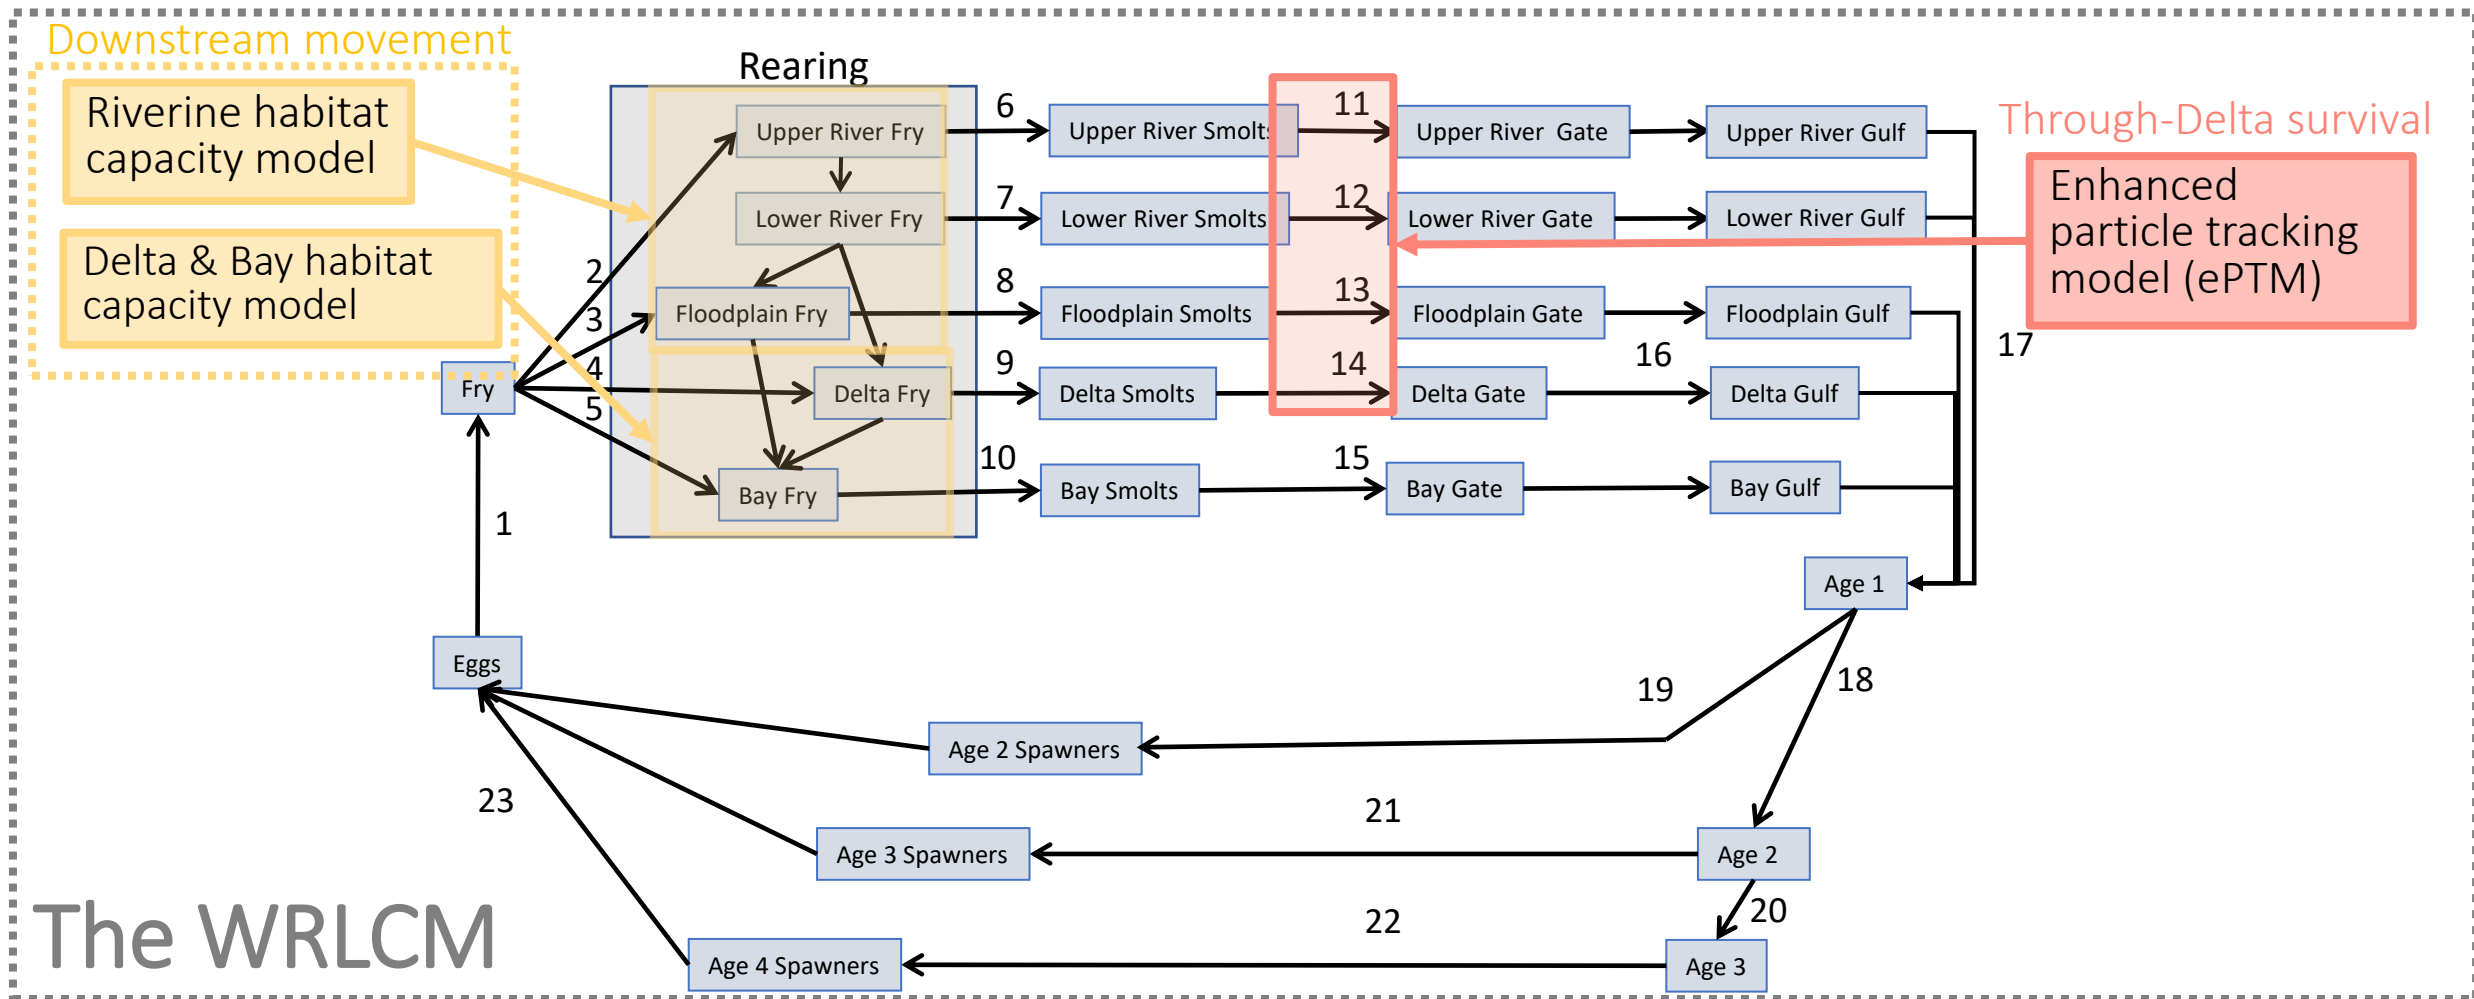 Downstream movement
Riverine habitat
capacity model
Delta & Bay habitat
capacity model
Rearing
Upper River Fry
Lower River Fry
Floodplain Fry
Delta Fry
Bay Fry
Fry
1
2
3
4
5
6
7
8
9
10
Upper River Smolts
Lower River Smolts
Floodplain Smolts
Delta Smolts
Bay Smolts
11
12
13
14
15
Upper River Gate
Lower River Gate
Floodplain Gate
Delta Gate
Bay Gate
16
Upper River Gulf
Lower River Gulf
Floodplain Gulf
Delta Gulf
Bay Gulf
17
Through-Delta survival
Enhanced
particle tracking
model (ePTM)
Age 1
Eggs
18
19
Age 2 Spawners
23
21
Age 3 Spawners
Age 2
20
22
Age 4 Spawners
Age 3
The WRLCM